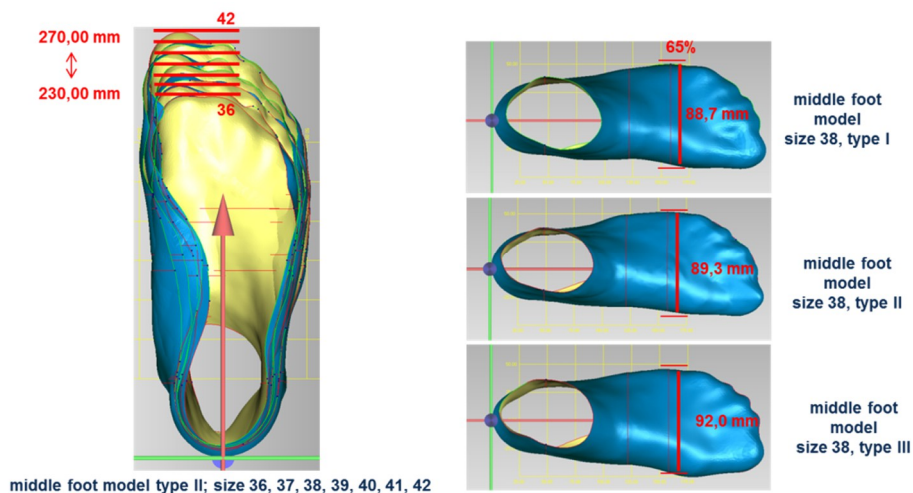 42
270,00 mm
230,00 mm
36
middle foot model type II; size 36, 37, 38, 39, 40, 41, 42
65%
88,7 mm
middle foot
model
size 38, type I
89,3 mm
middle foot
model
size 38, type II
92,0 mm
middle foot
model
size 38, type III